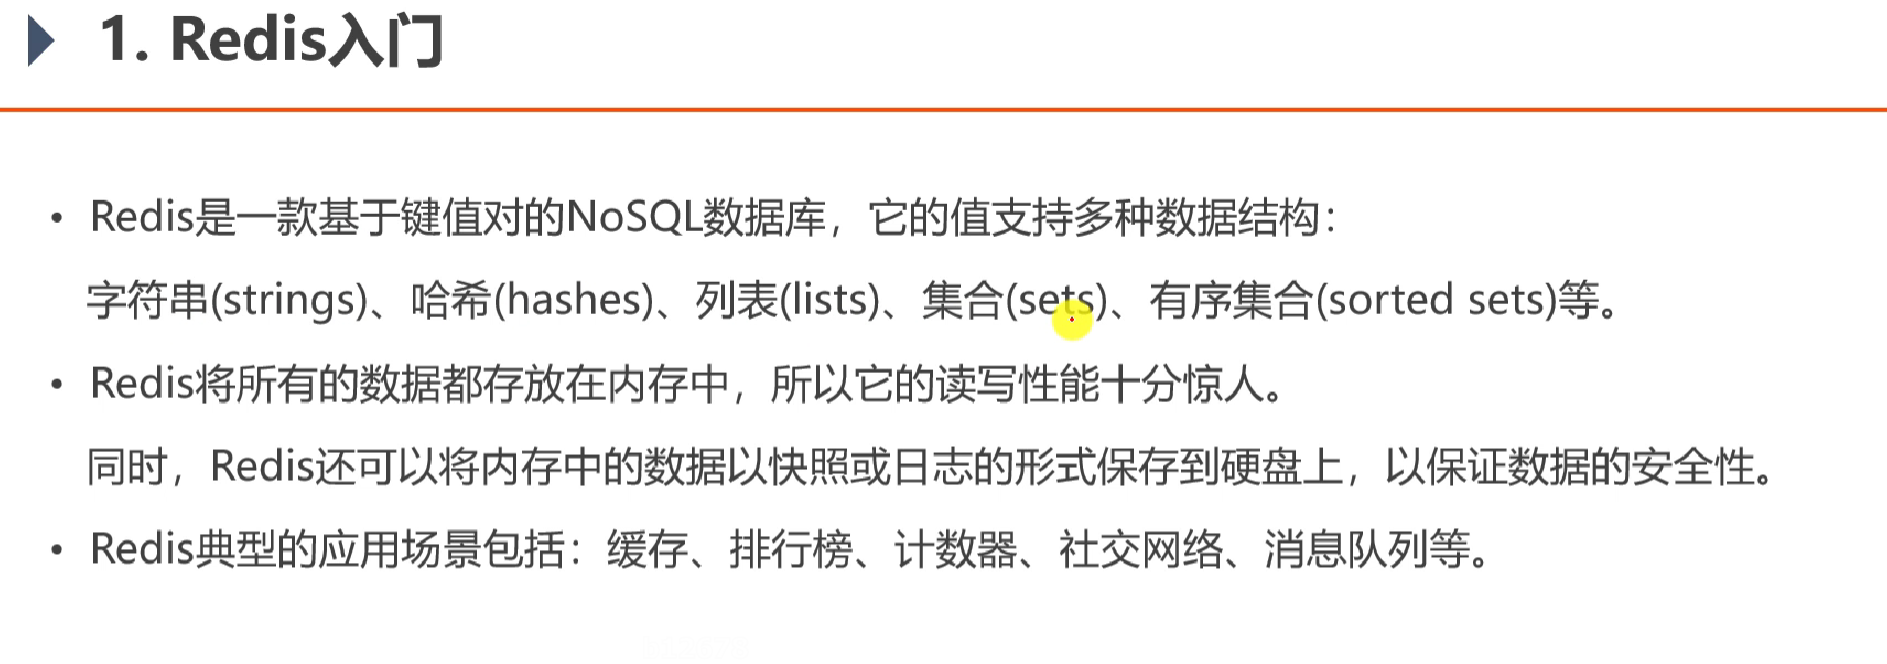 1. Redis入门
• Redis是一款基于键值对的NoSQL数据库，它的值支持多种数据结构：
字符串(strings)、哈希(hashes)、列表(lists)、集合(sets)、有序集合(sorted sets)等。
• Redis将所有的数据都存放在内存中，所以它的读写性能十分惊人。
同时，Redis还可以将内存中的数据以快照或日志的形式保存到硬盘上，以保证数据的安全性。
• Redis典型的应用场景包括：缓存、排行榜、计数器、社交网络、消息队列等。